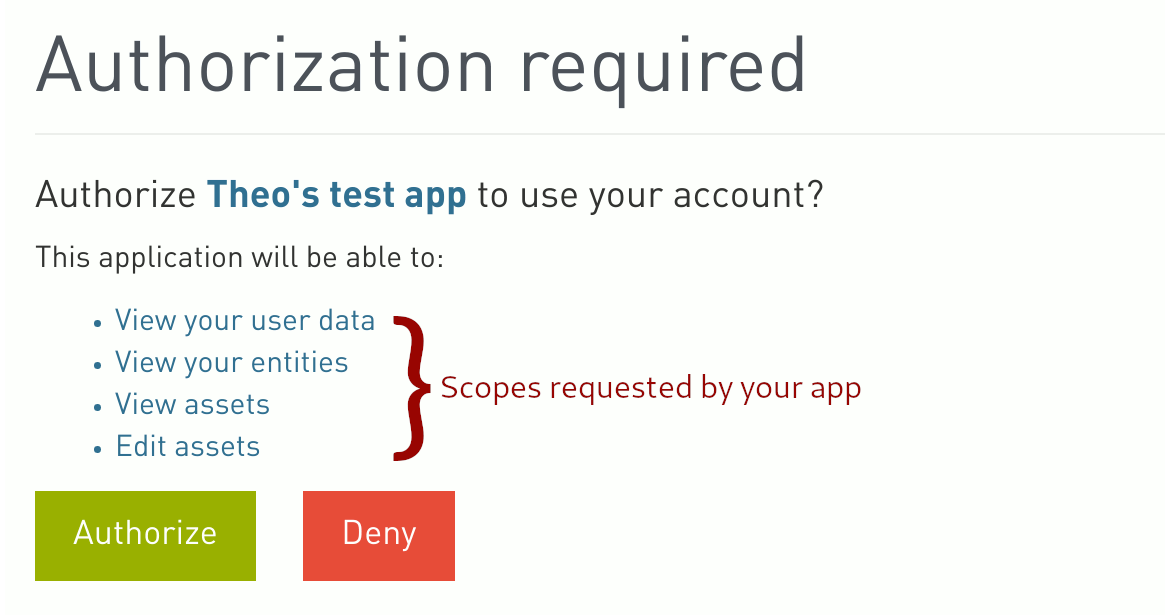 Authorization required
Authorize Theo's test app to use your account?
This application will be able to:
• View your user data
• View your entities
• View assets
• Edit assets
Scopes requested by your app
Authorize
Deny